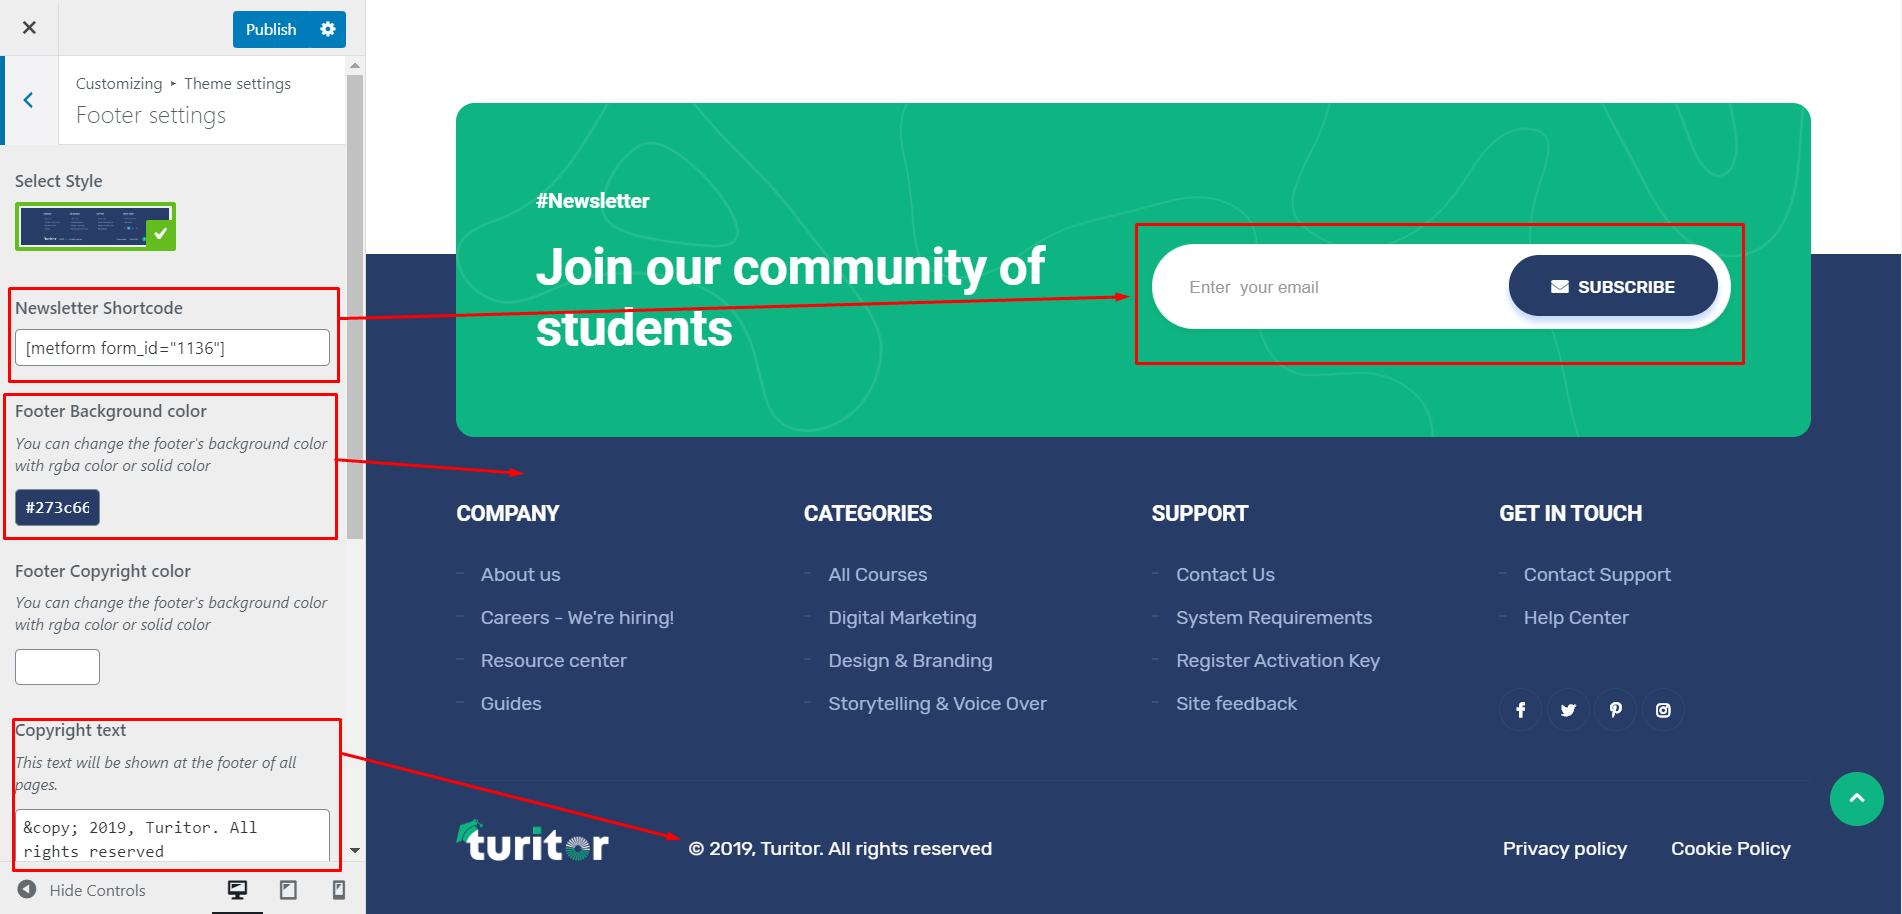 Publish
Customizing ▸ Theme settings
Footer settings
Select Style
Newsletter Shortcode
[metform form_id="1136"]
Footer Background color
You can change the footer's background color
with rgba color or solid color
#273c66
Footer Copyright color
You can change the footer's background color
with rgba color or solid color
Copyright text
This text will be shown at the footer of all
pages.
&copy; 2019, Turitor. All
rights reserved
Hide Controls
#Newsletter
Join our community of
students
Enter  your email
SUBSCRIBE
COMPANY
About us
Careers - We're hiring!
Resource center
Guides
CATEGORIES
All Courses
Digital Marketing
Design & Branding
Storytelling & Voice Over
SUPPORT
Contact Us
System Requirements
Register Activation Key
Site feedback
GET IN TOUCH
Contact Support
Help Center
turitor
© 2019, Turitor. All rights reserved
Privacy policy
Cookie Policy